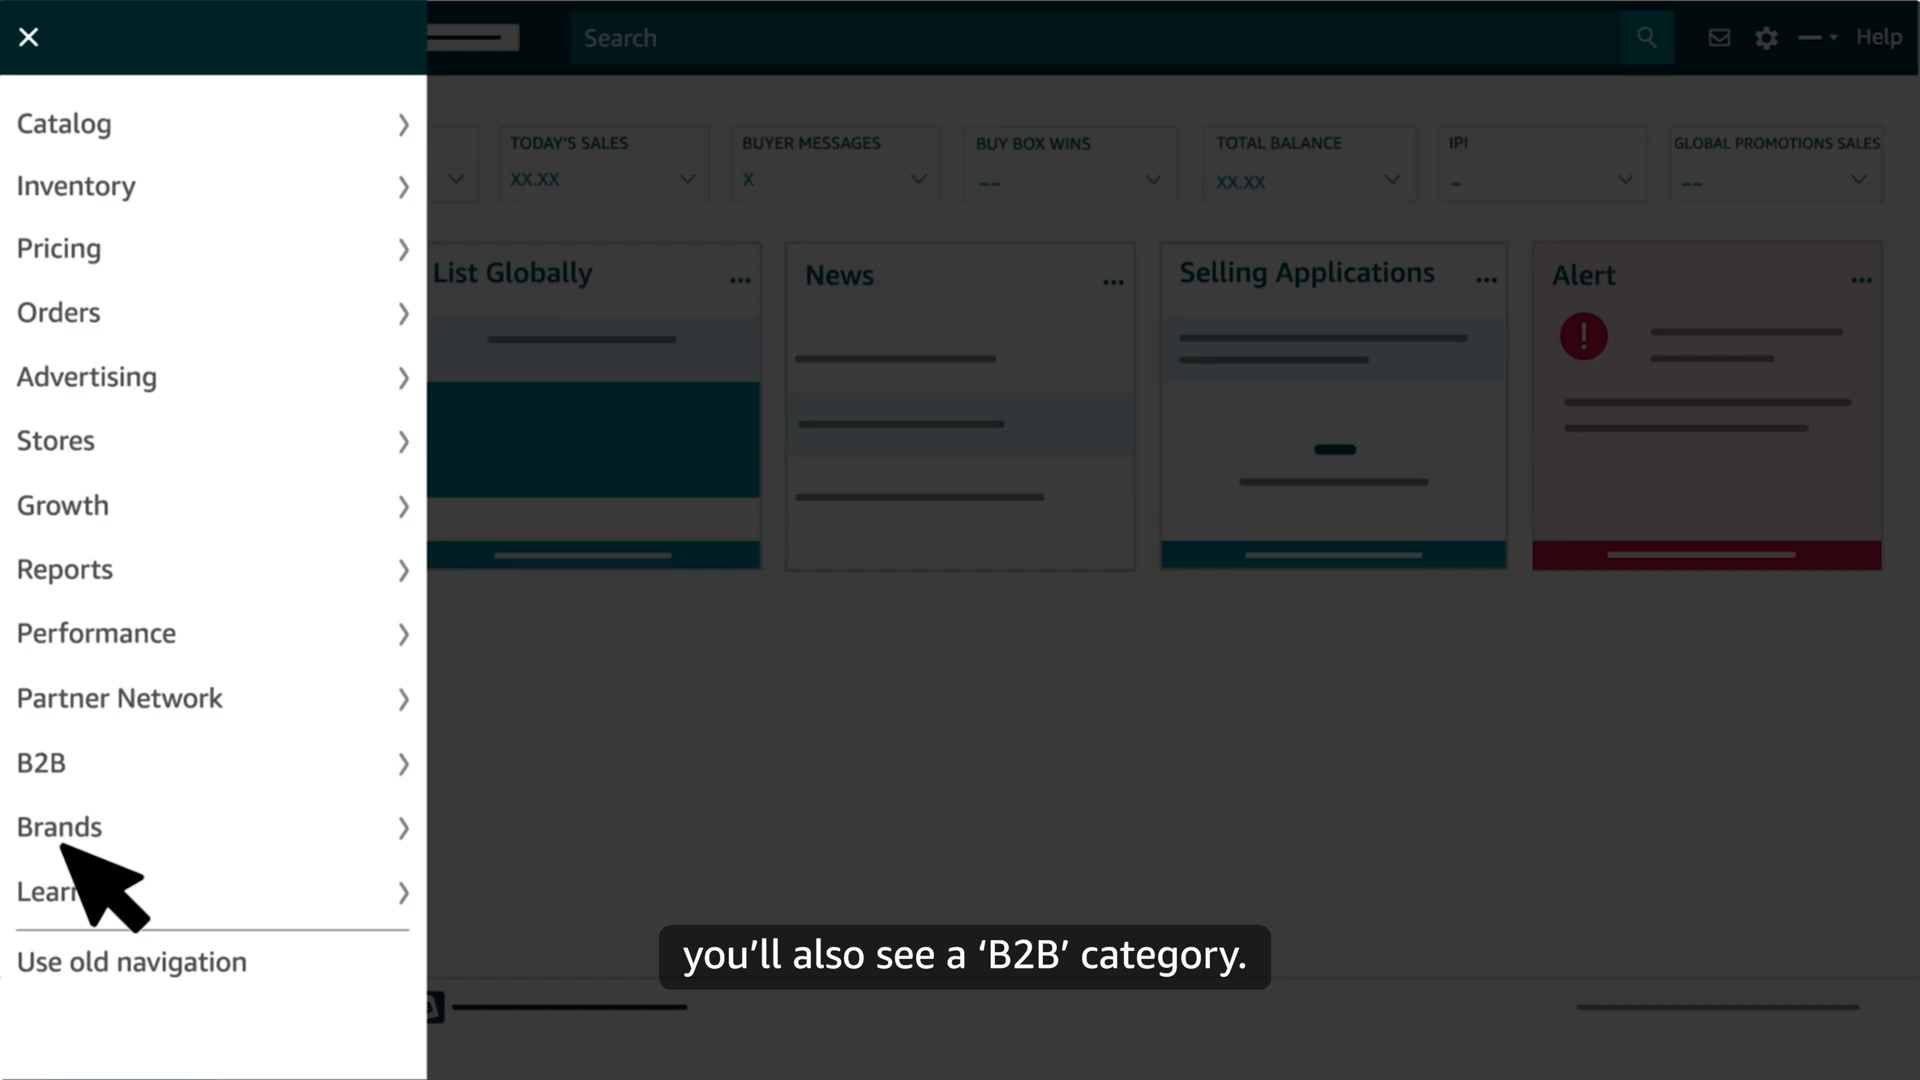 Search
Help
Catalog
Inventory
Pricing
Orders
Advertising
Stores
Growth
Reports
Performance
Partner Network
B2B
Brands
Lear
Use old navigation
TODAY'S SALES
XX.XX
BUYER MESSAGES
X
BUY BOX WINS
--
TOTAL BALANCE
XX.XX
IPI
-
GLOBAL PROMOTIONS SALES
--
List Globally
News
Selling Applications
Alert
!
you'll also see a ‘B2B’ category.